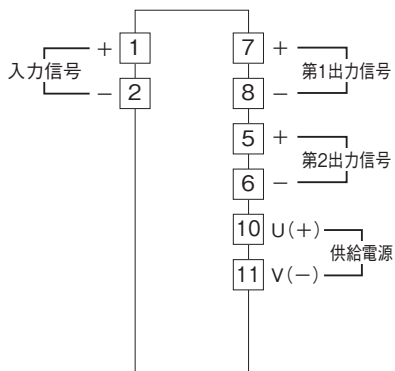 入力信号
+ 1
− 2
7 +
第1出力信号
8 −
5 +
第2出力信号
6 −
10 U(+)
供給電源
11 V(−)